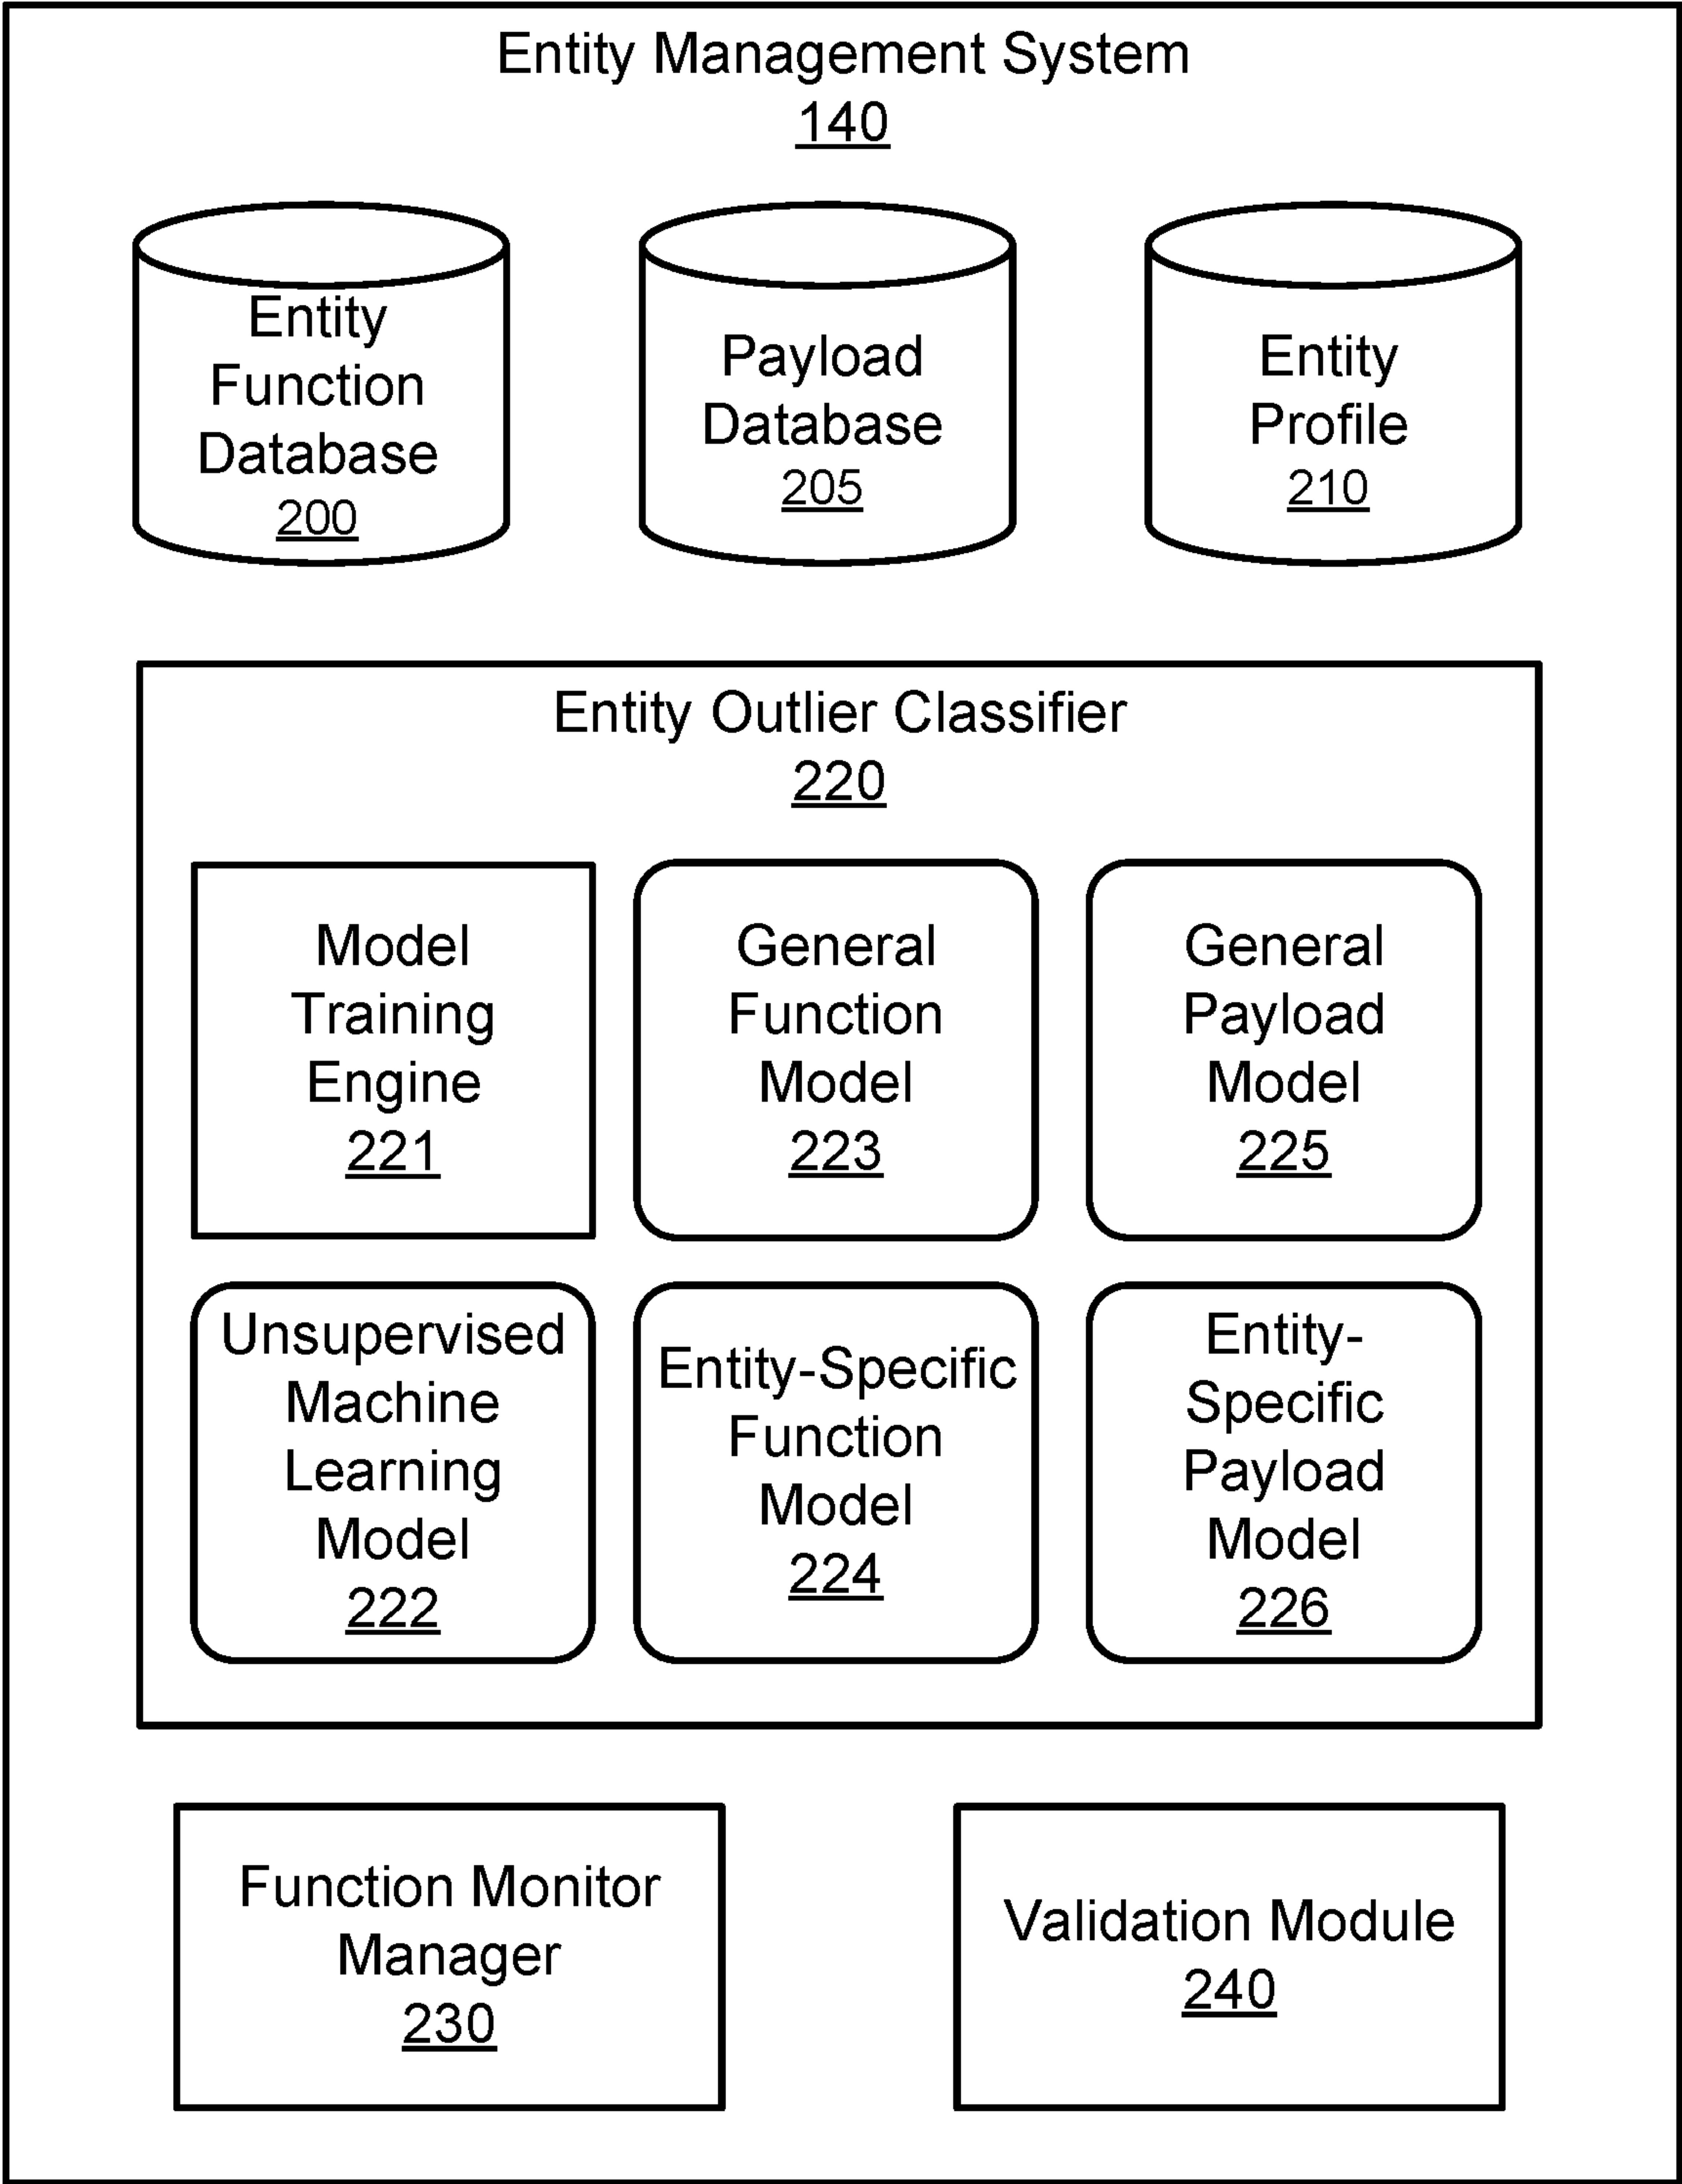 Entity Management System
140
Entity
Function
Database
200
Payload
Database
205
Entity
Profile
210
Entity Outlier Classifier
220
Model
Training
Engine
221
General
Function
Model
223
General
Payload
Model
225
Unsupervised
Machine
Learning
Model
222
Entity-Specific
Function
Model
224
Entity-
Specific
Payload
Model
226
Function Monitor
Manager
230
Validation Module
240